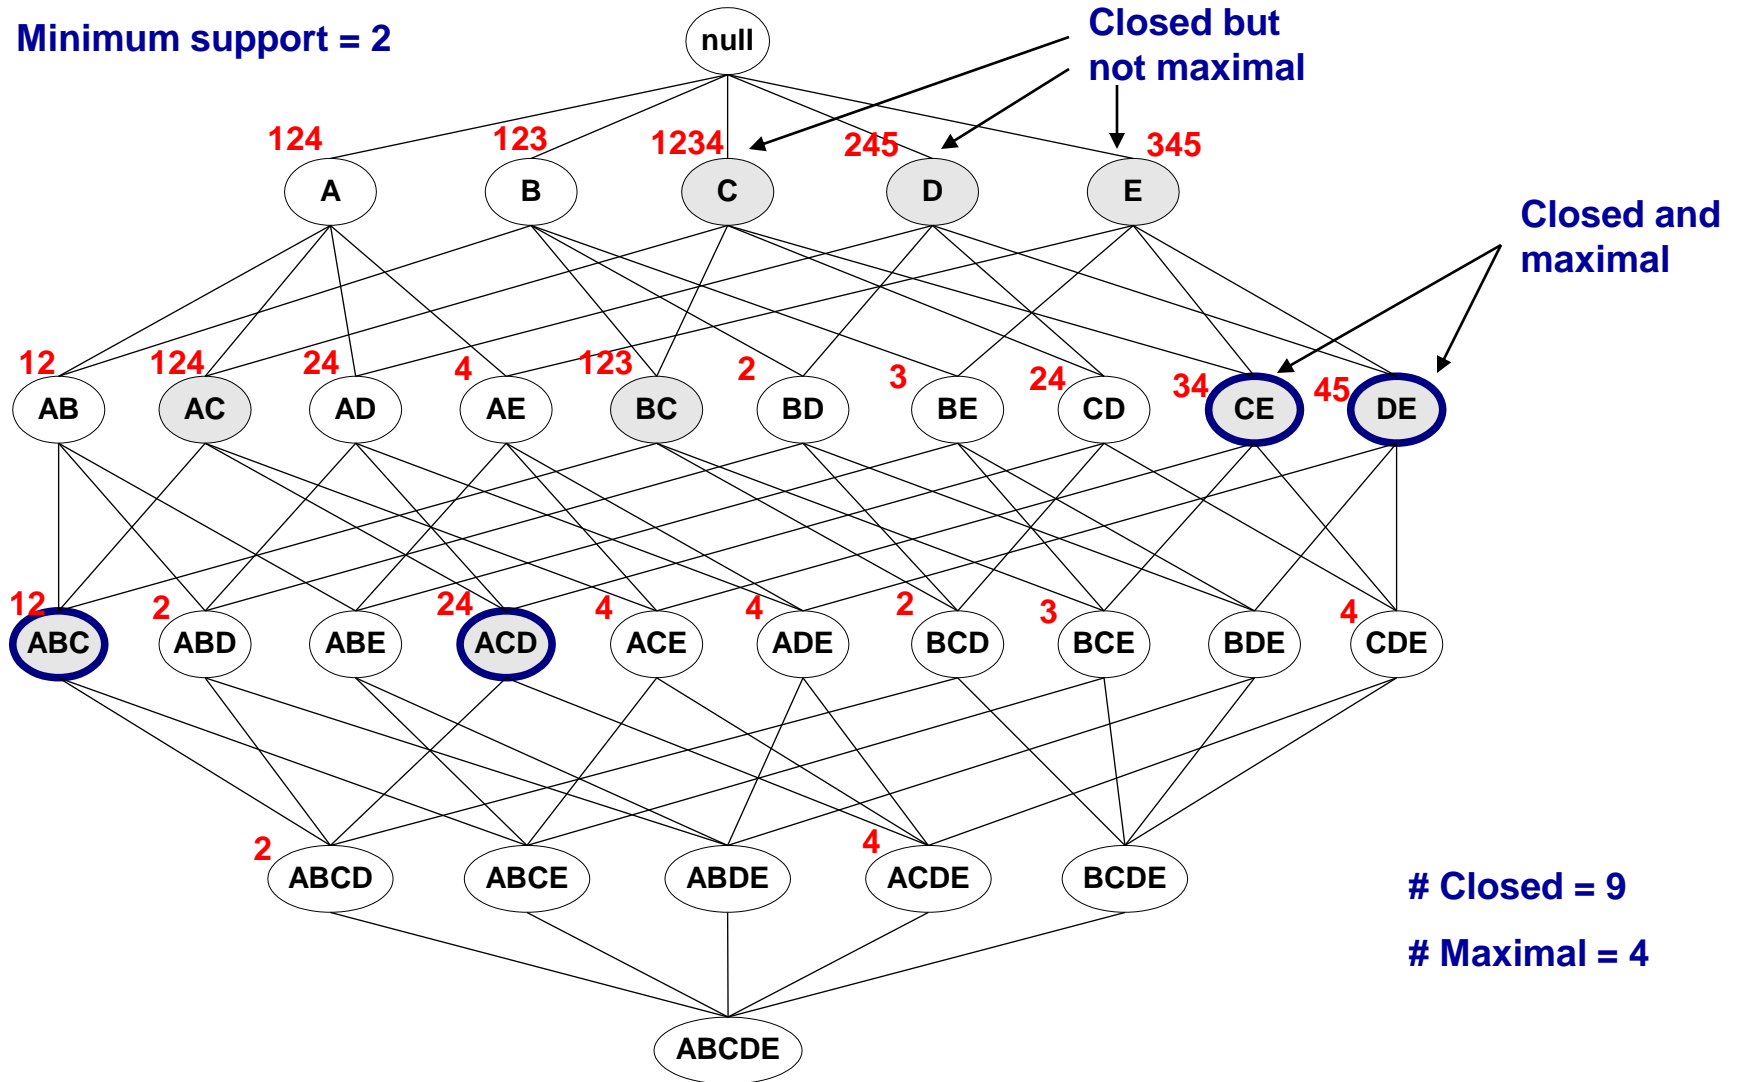 Minimum support = 2
null
Closed but
not maximal
124 123 1234 245 345
A B C D E
Closed and
maximal
12 124 24 4 123 2 3 24 34 45
AB AC AD AE BC BD BE CD CE DE
12 2 24 4 4 2 3 4
ABC ABD ABE ACD ACE ADE BCD BCE BDE CDE
2 4
ABCD ABCE ABDE ACDE BCDE
# Closed = 9
# Maximal = 4
ABCDE